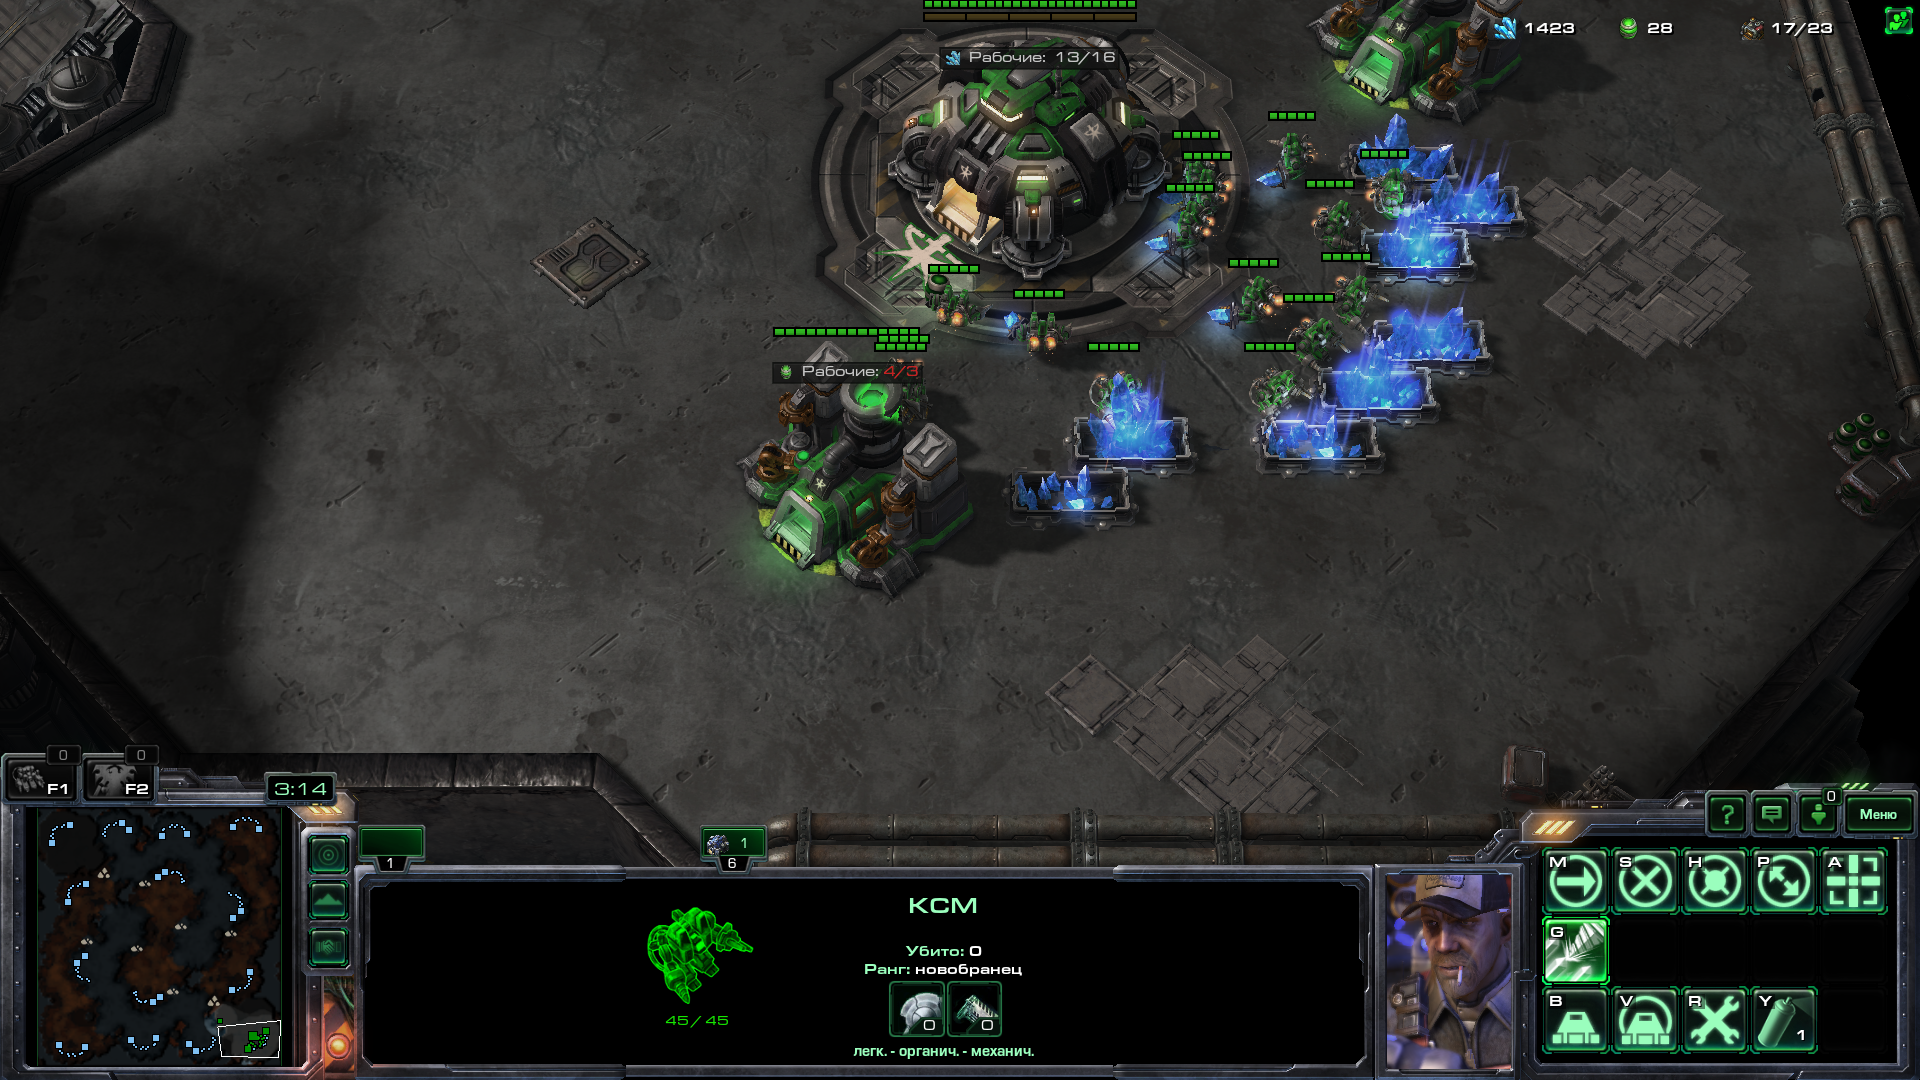 1423
28
17/23
Рабочие: 13/16
Рабочие: 4/3
0
0
F1
F2
3:14
0
?
Меню
1
1
6
КСМ
Убито: 0
Ранг: новобранец
0
0
45/45
легк. - органич. - механич.
M
S
H
P
A
G
B
V
R
Y
1